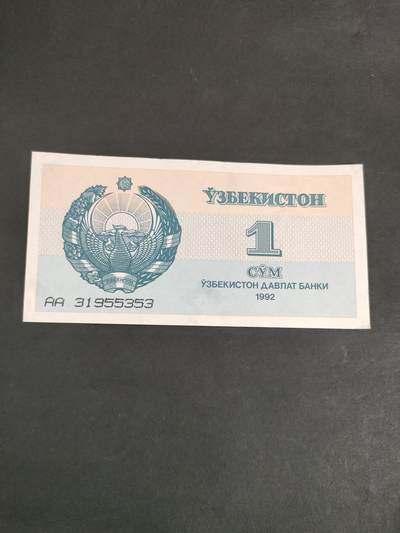 ЎЗБЕКИСТОН
1
СЎМ
ЎЗБЕКИСТОН ДАВЛАТ БАНКИ
1992
АА 31955353